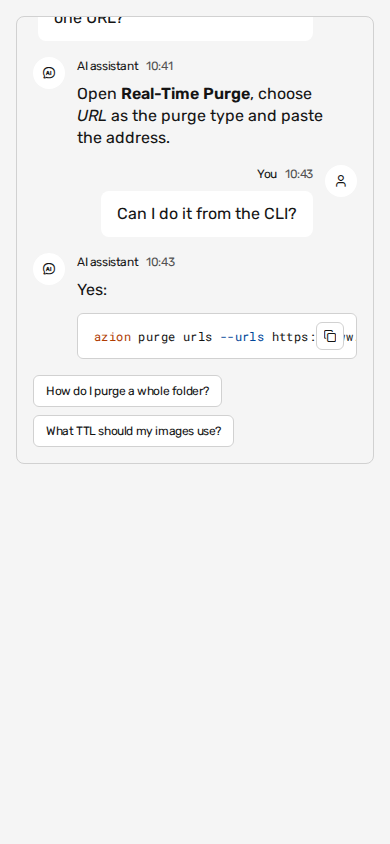 one URL?
AI assistant 10:41
Open Real-Time Purge, choose
URL as the purge type and paste
the address.
You 10:43
Can I do it from the CLI?
AI assistant 10:43
Yes:
azion purge urls --urls https:
How do I purge a whole folder?
What TTL should my images use?